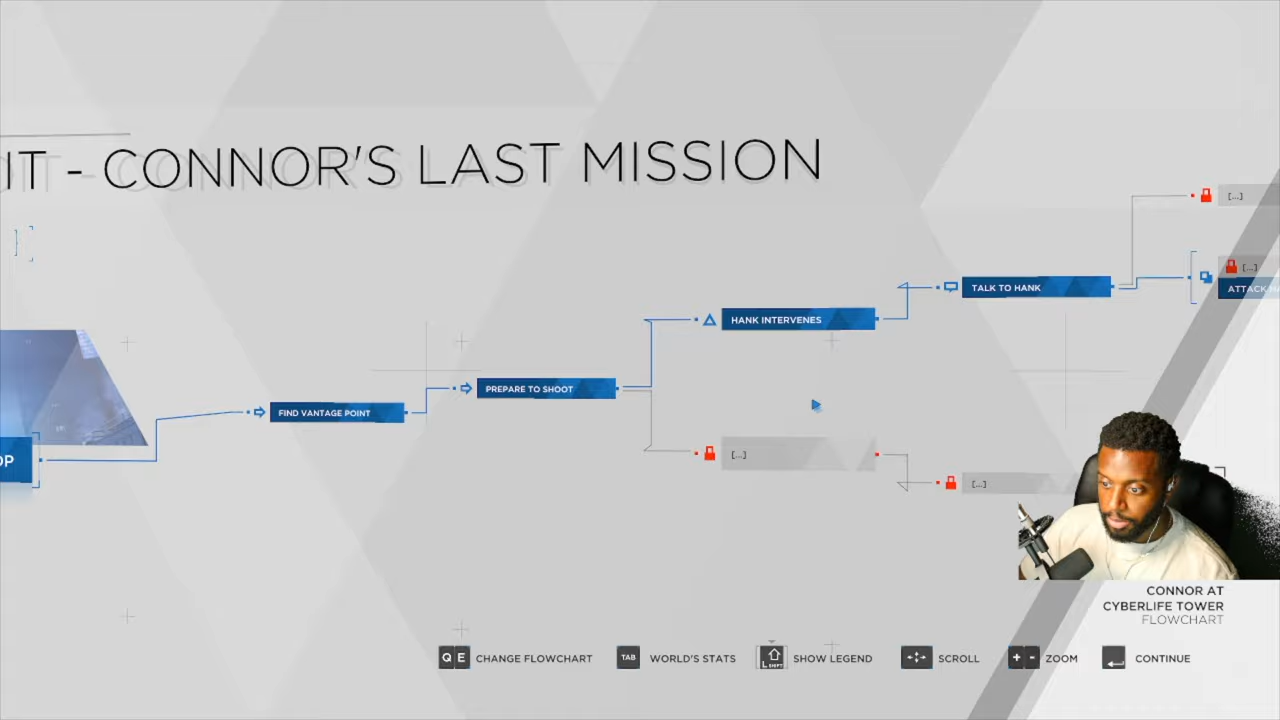 IT - CONNOR'S LAST MISSION
[...]
[...]
TALK TO HANK
HANK INTERVENES
PREPARE TO SHOOT
FIND VANTAGE POINT
[...]
[...]
CONNOR AT
CYBERLIFE TOWER
FLOWCHART
Q E CHANGE FLOWCHART TAB WORLD'S STATS L SHIFT SHOW LEGEND SCROLL + - ZOOM CONTINUE